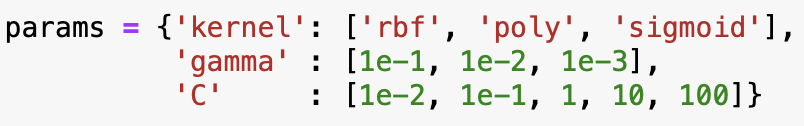 params = {'kernel': ['rbf', 'poly', 'sigmoid'],
          'gamma' : [1e-1, 1e-2, 1e-3],
          'C'     : [1e-2, 1e-1, 1, 10, 100]}